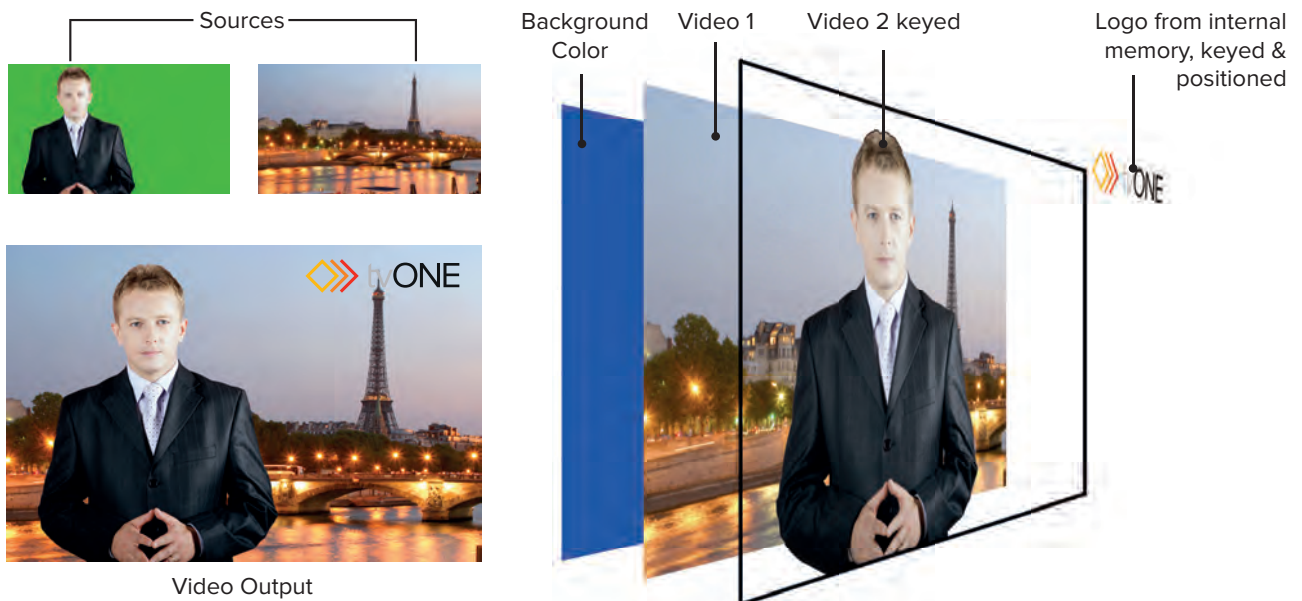 Sources
Background
Color
Video 1
Video 2 keyed
Logo from internal
memory, keyed &
positioned
tvONE
tvONE
Video Output